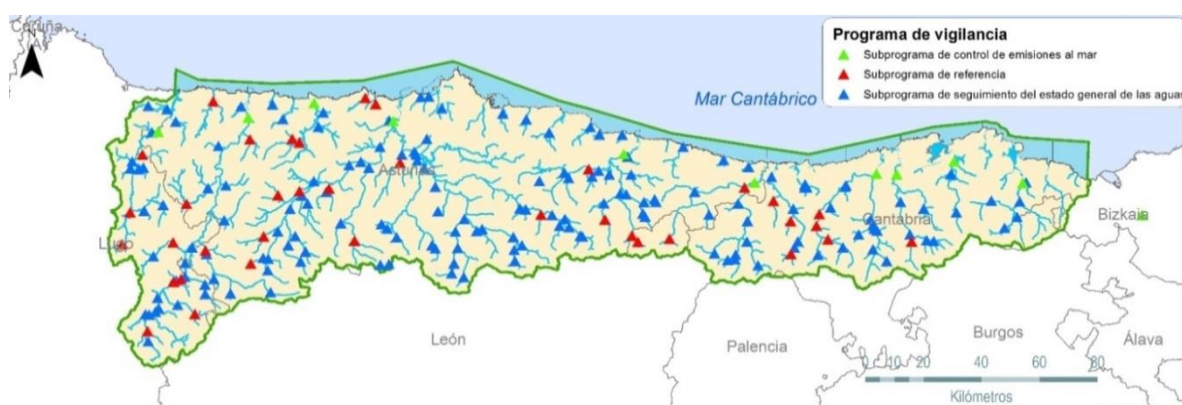 Coruña
(A)
N
Programa de vigilancia
Subprograma de control de emisiones al mar
Subprograma de referencia
Subprograma de seguimiento del estado general de las aguas
Mar Cantábrico
Asturias
Lugo
Cantabria
Bizkaia
León
Palencia
Burgos
Álava
0 10 20 40 60 80
Kilómetros